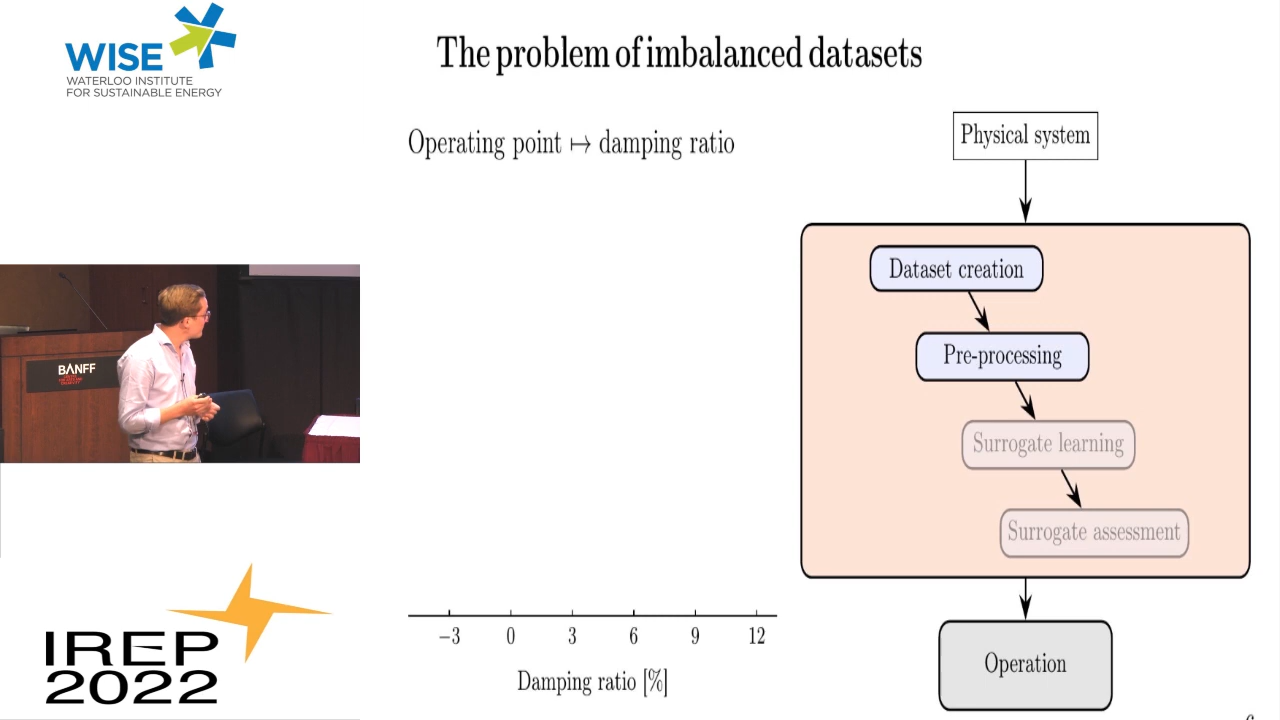 WISE
WATERLOO INSTITUTE
FOR SUSTAINABLE ENERGY
The problem of imbalanced datasets
Operating point ↦ damping ratio
Physical system
Dataset creation
Pre-processing
Surrogate learning
Surrogate assessment
Operation
BANFF
−3 0 3 6 9 12
Damping ratio [%]
IREP
2022